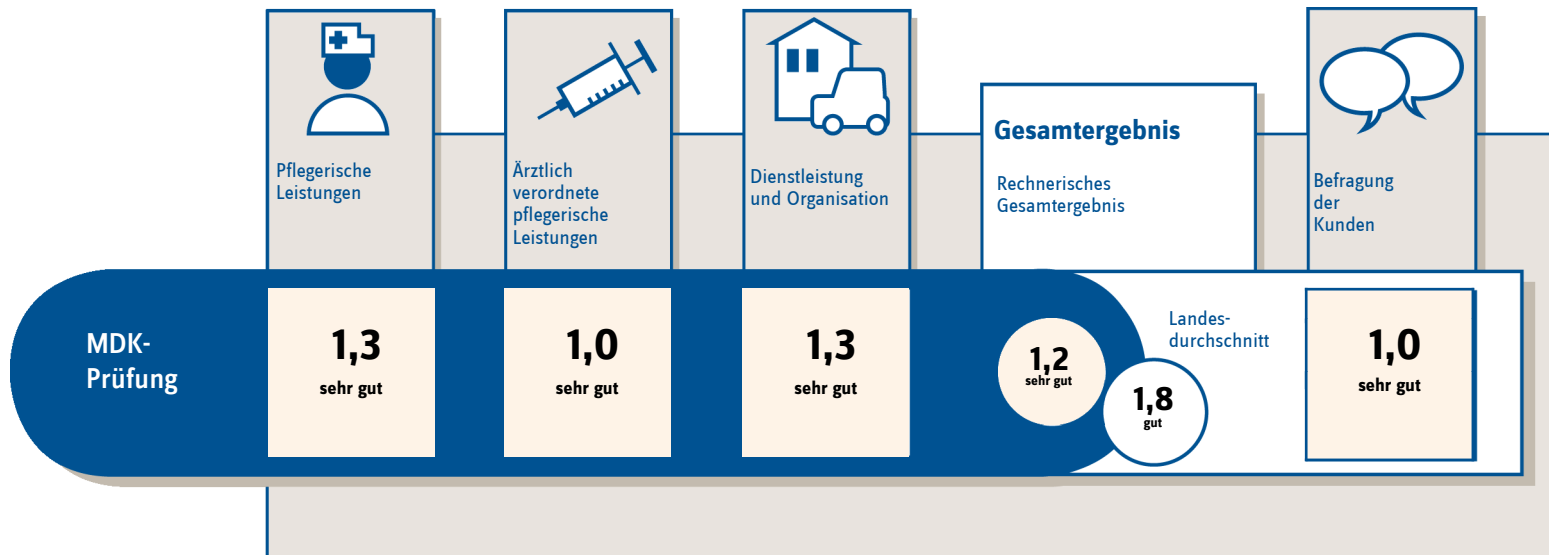 Pflegerische
Leistungen
Ärztlich
verordnete
pflegerische
Leistungen
Dienstleistung
und Organisation
Gesamtergebnis
Rechnerisches
Gesamtergebnis
Befragung
der
Kunden
MDK-
Prüfung
1,3
sehr gut
1,0
sehr gut
1,3
sehr gut
1,2
sehr gut
Landes-
durchschnitt
1,8
gut
1,0
sehr gut